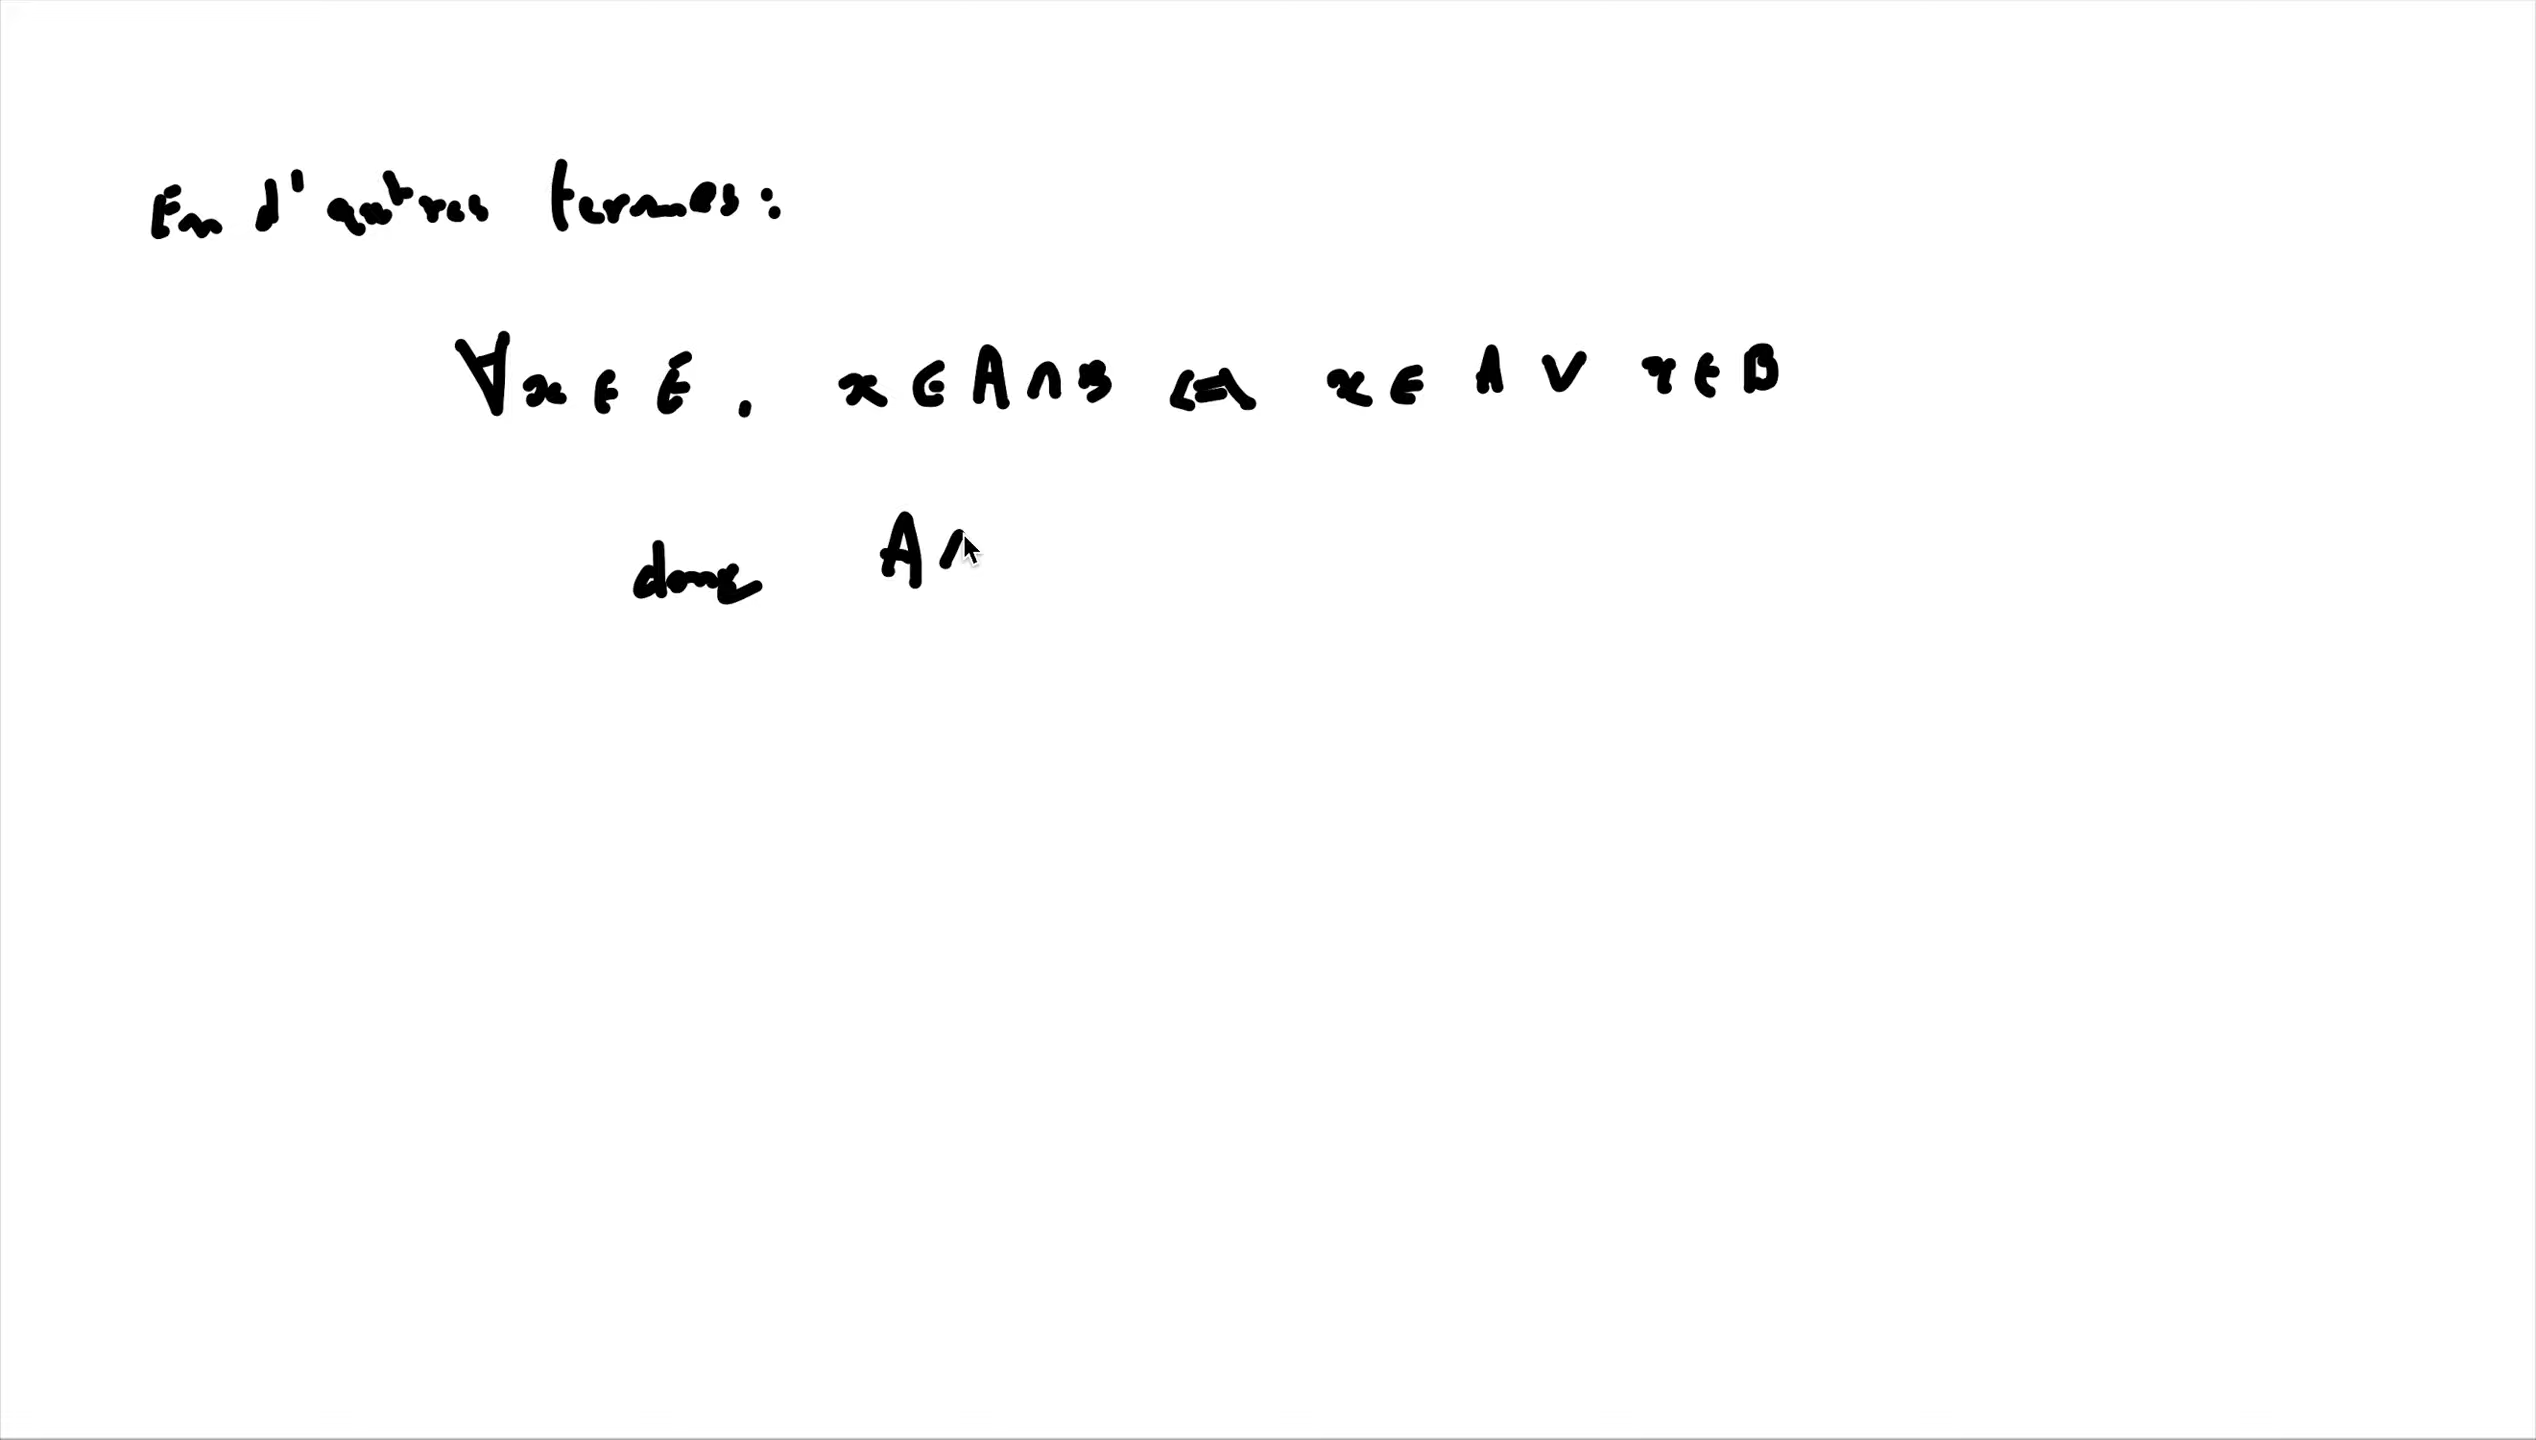 En d'autres termes:
∀x ∈ E. x ∈ A ∩ B ⇔ x ∈ A ∨ x ∈ B
donc A ∩